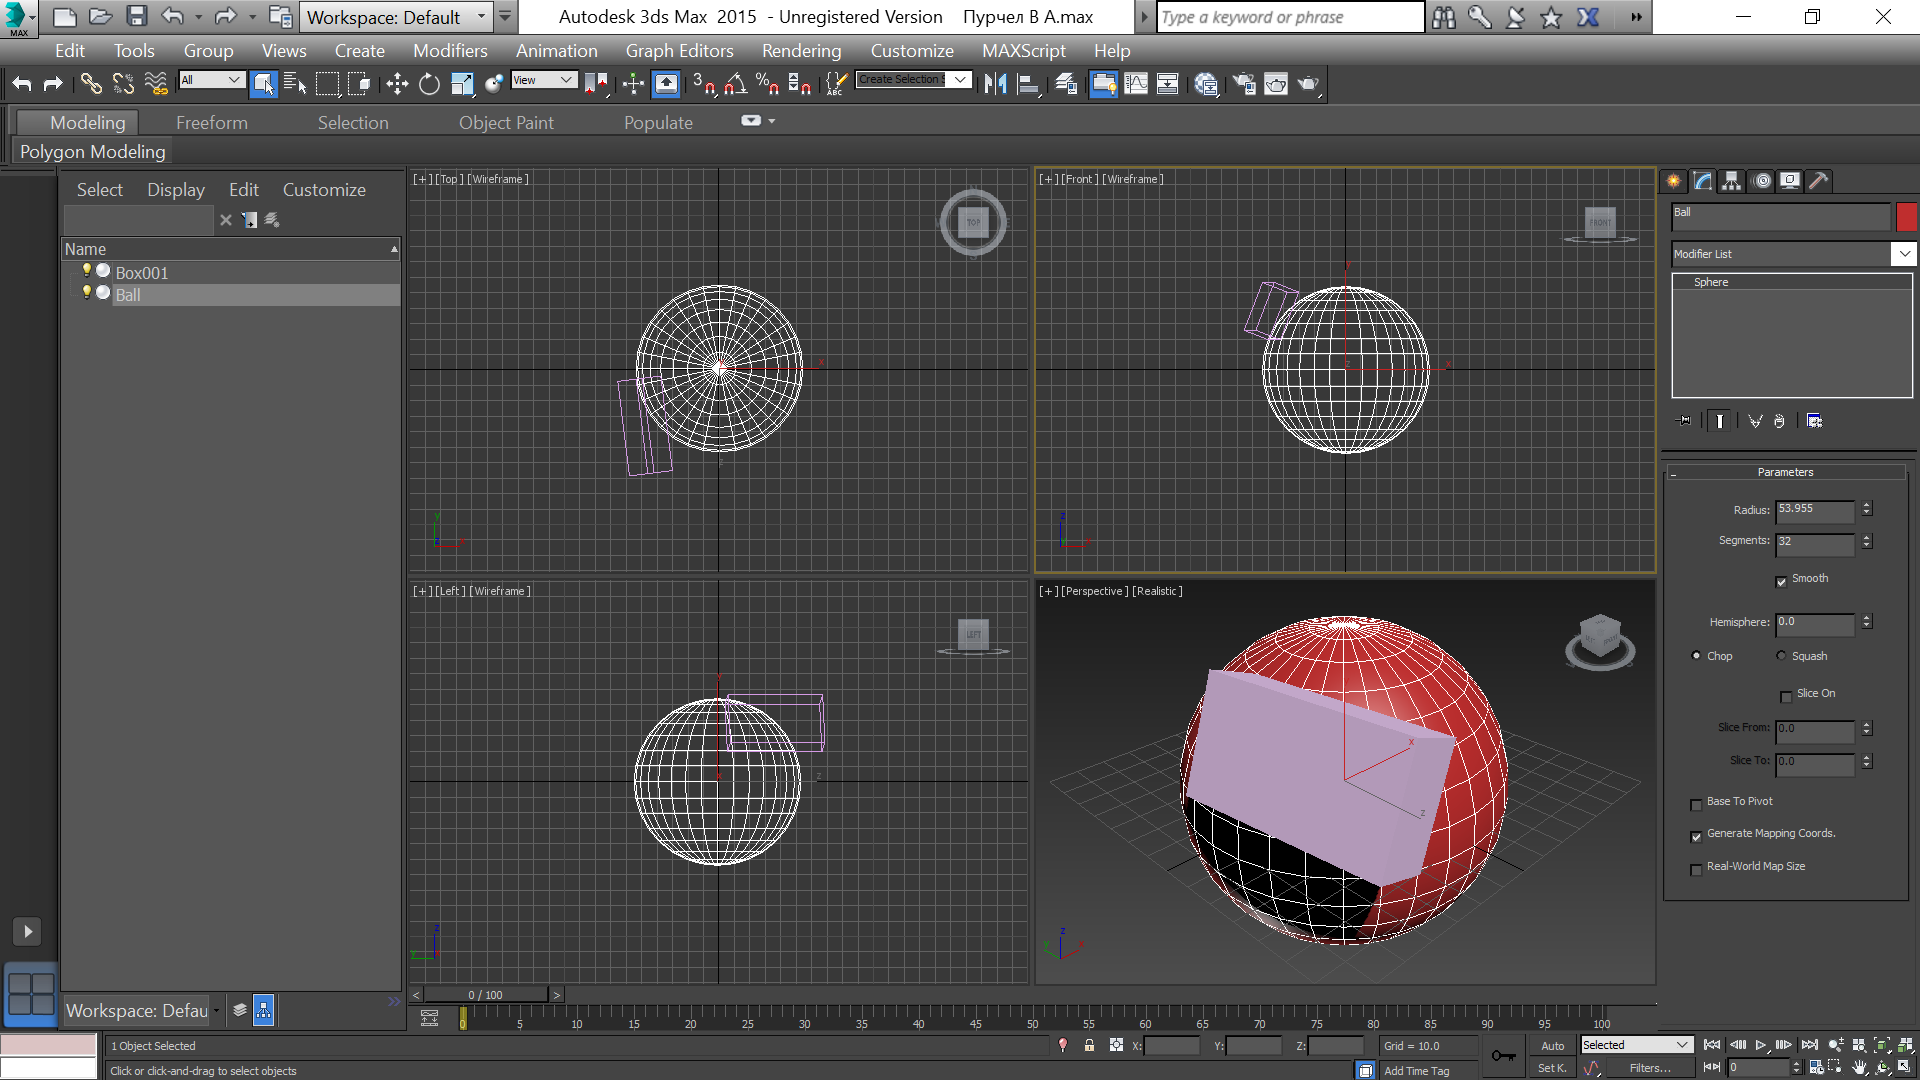 MAX
Workspace: Default
Autodesk 3ds Max 2015 - Unregistered Version Пурчел В А.max
Type a keyword or phrase
Edit Tools Group Views Create Modifiers Animation Graph Editors Rendering Customize MAXScript Help
All
View
3
%
ABC
Create Selection S
Modeling Freeform Selection Object Paint Populate
Polygon Modeling
Select Display Edit Customize
Name
Box001
Ball
[+] [Top] [Wireframe]
TOP
[+] [Front] [Wireframe]
FRONT
[+] [Left] [Wireframe]
LEFT
[+] [Perspective] [Realistic]
Ball
Modifier List
Sphere
Parameters
Radius: 53.955
Segments: 32
Smooth
Hemisphere: 0.0
Chop Squash
Slice On
Slice From: 0.0
Slice To: 0.0
Base To Pivot
Generate Mapping Coords.
Real-World Map Size
Workspace: Defau
< 0 / 100 >
0 5 10 15 20 25 30 35 40 45 50 55 60 65 70 75 80 85 90 95 100
1 Object Selected
X: Y: Z: Grid = 10.0
Auto Selected
Click or click-and-drag to select objects
Add Time Tag
Set K. Filters... 0